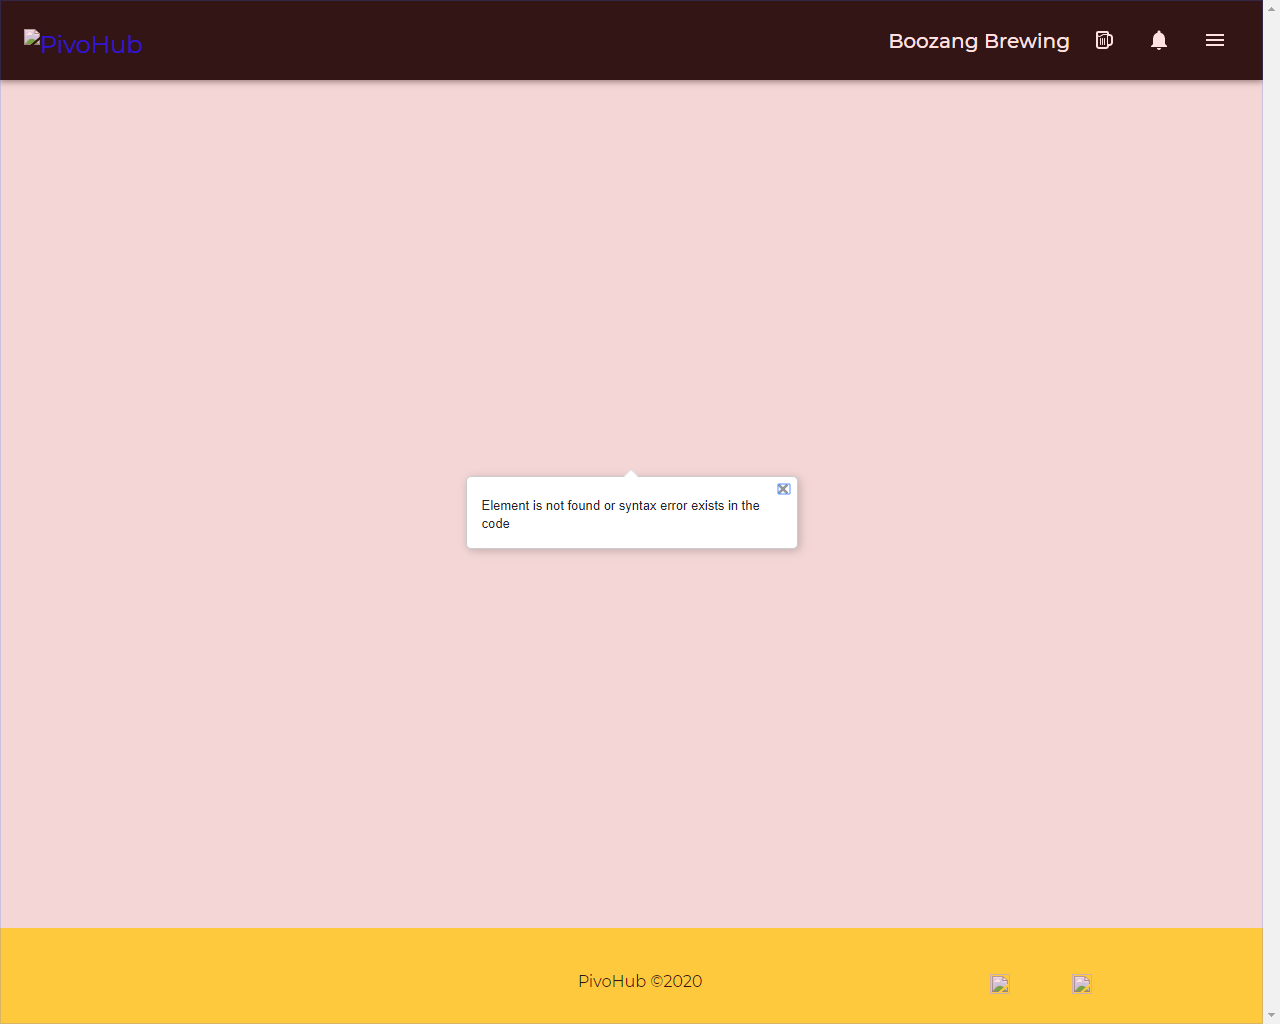 PivoHub
Boozang Brewing
Element is not found or syntax error exists in the
code
PivoHub ©2020